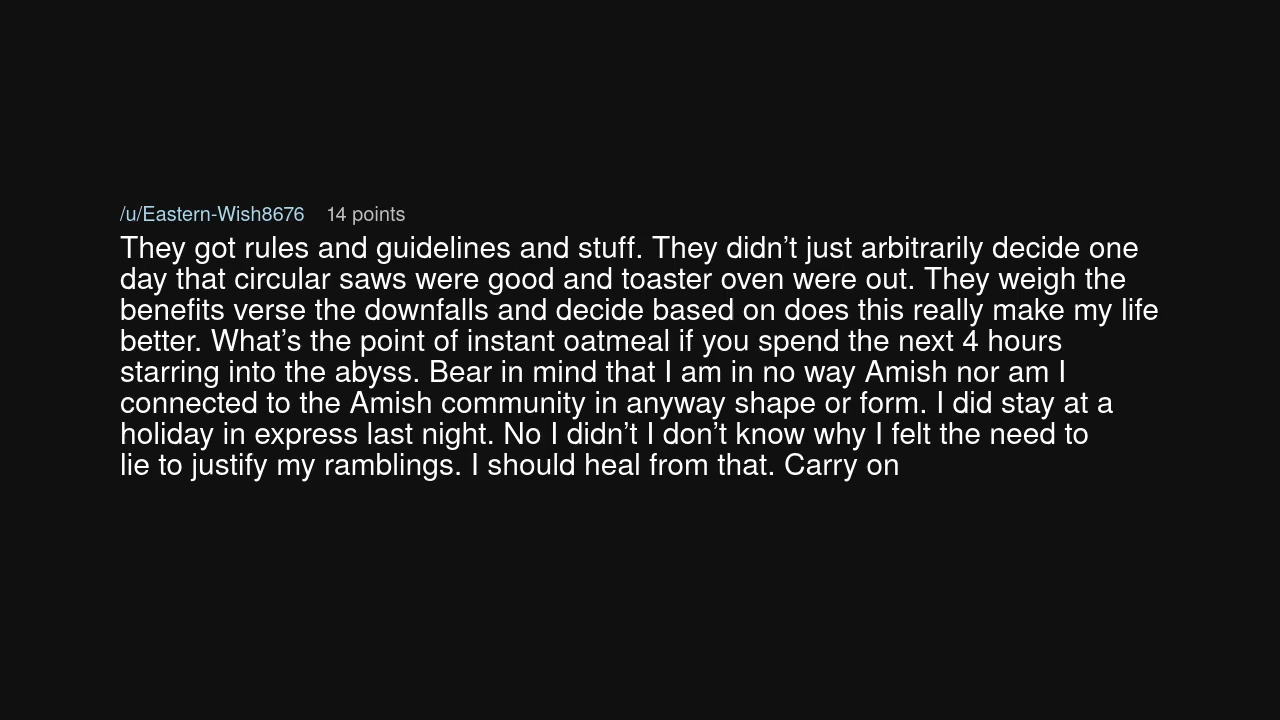 /u/Eastern-Wish8676 14 points
They got rules and guidelines and stuff. They didn’t just arbitrarily decide one
day that circular saws were good and toaster oven were out. They weigh the
benefits verse the downfalls and decide based on does this really make my life
better. What’s the point of instant oatmeal if you spend the next 4 hours
starring into the abyss. Bear in mind that I am in no way Amish nor am I
connected to the Amish community in anyway shape or form. I did stay at a
holiday in express last night. No I didn’t I don’t know why I felt the need to
lie to justify my ramblings. I should heal from that. Carry on